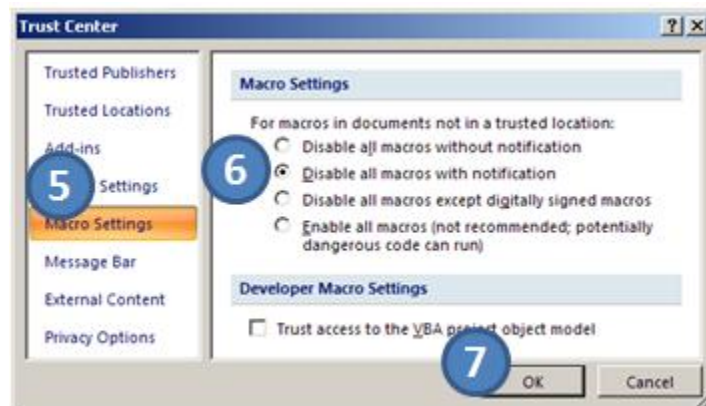 Trust Center
Trusted Publishers
Trusted Locations
Add-ins
5
Settings
Macro Settings
Message Bar
External Content
Privacy Options
Macro Settings
For macros in documents not in a trusted location:
Disable all macros without notification
6
Disable all macros with notification
Disable all macros except digitally signed macros
Enable all macros (not recommended; potentially
dangerous code can run)
Developer Macro Settings
Trust access to the VBA project object model
7
OK
Cancel